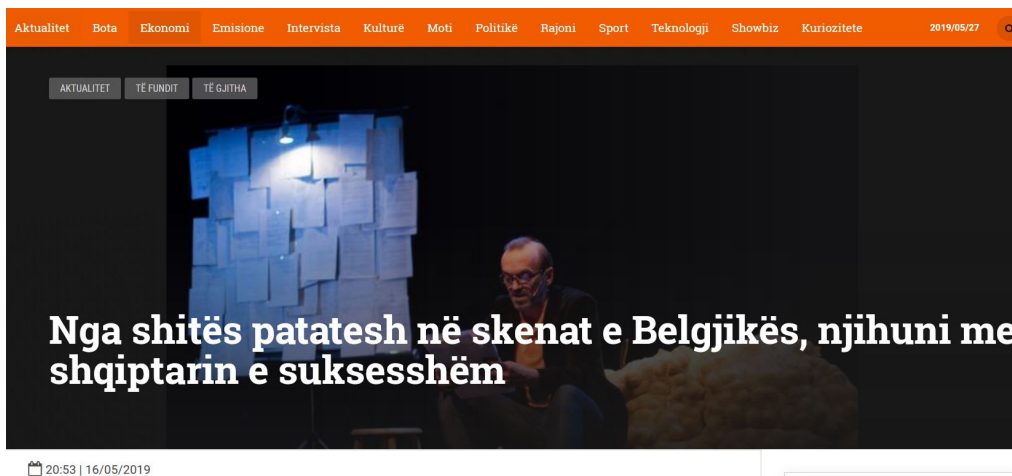 Aktualitet Bota Ekonomi Emisione Intervista Kulturë Moti Politikë Rajoni Sport Teknologji Showbiz Kuriozitete 2019/05/27
AKTUALITET TË FUNDIT TË GJITHA
Nga shitës patatesh në skenat e Belgjikës, njihuni me
shqiptarin e suksesshëm
20:53 | 16/05/2019